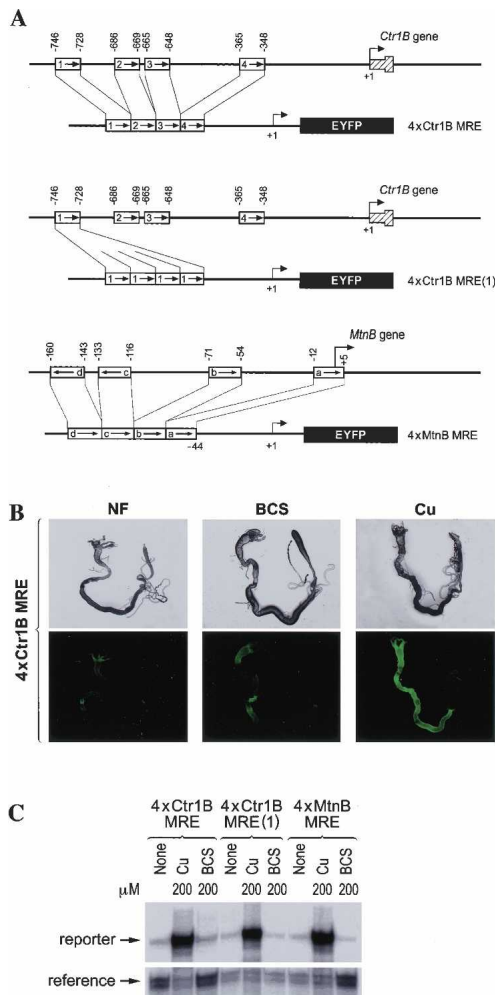 A
-746 -728 -686 -669 -665 -648 -365 -348
Ctr1B gene
1 2 3 4
+1
1 2 3 4
+1
EYFP
4xCtr1B MRE
-746 -728 -686 -669 -665 -648 -365 -348
Ctr1B gene
1 2 3 4
+1
1 1 1 1
+1
EYFP
4xCtr1B MRE(1)
-160 -143 -133 -116 -71 -54 -12 +5
MtnB gene
d c b a
d c b a
-44
+1
EYFP
4xMtnB MRE
B
NF BCS Cu
4xCtr1B MRE
C
4xCtr1B MRE
4xCtr1B MRE(1)
4xMtnB MRE
None Cu BCS None Cu BCS None Cu BCS
µM 200 200 200 200 200 200
reporter
reference